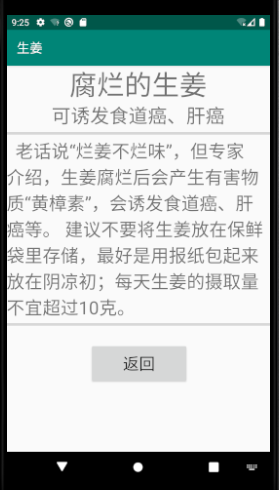 9:25
生姜
腐烂的生姜
可诱发食道癌、肝癌
老话说“烂姜不烂味”，但专家
介绍，生姜腐烂后会产生有害物
质“黄樟素”，会诱发食道癌、肝
癌等。 建议不要将生姜放在保鲜
袋里存储，最好是用报纸包起来
放在阴凉初；每天生姜的摄取量
不宜超过10克。
返回